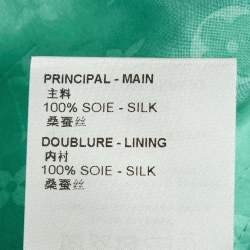 PRINCIPAL - MAIN
主料
100% SOIE - SILK
桑蚕丝
DOUBLURE - LINING
内衬
100% SOIE - SILK
桑蚕丝